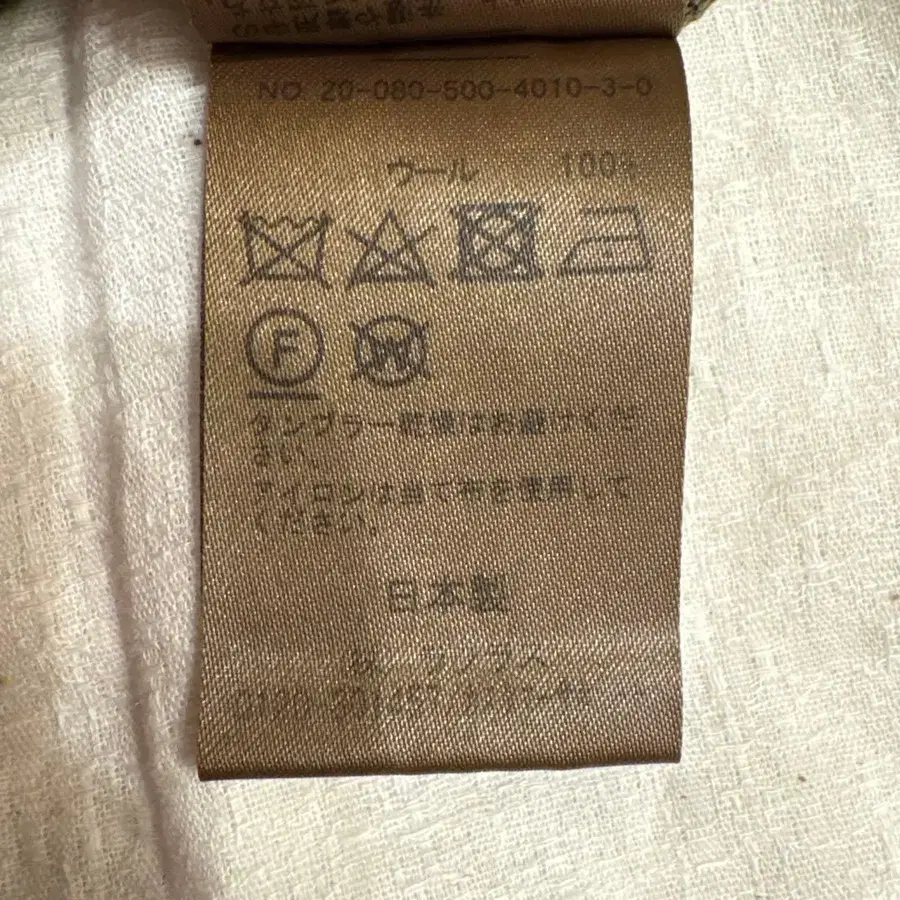 NO. 20-080-500-4010-3-0
ウール 100%
F
W
タンブラー乾燥はお避けくだ
さい。
アイロンは当て布を使用して
ください。
日本製